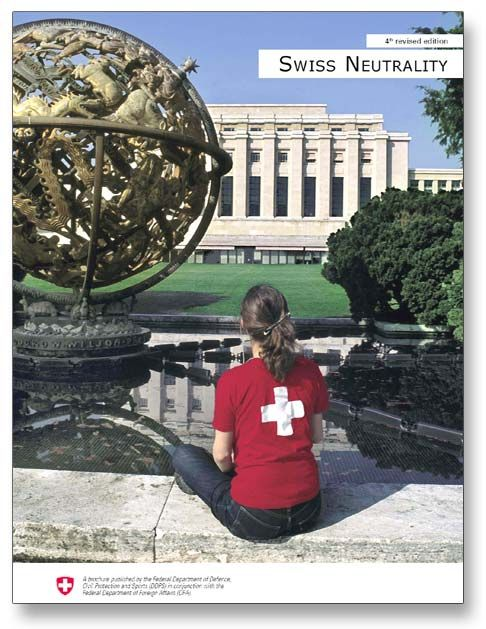 4th revised edition
SWISS NEUTRALITY
A brochure published by the Federal Department of Defence,
Civil Protection and Sports (DDPS) in conjunction with the
Federal Department of Foreign Affairs (DFA).